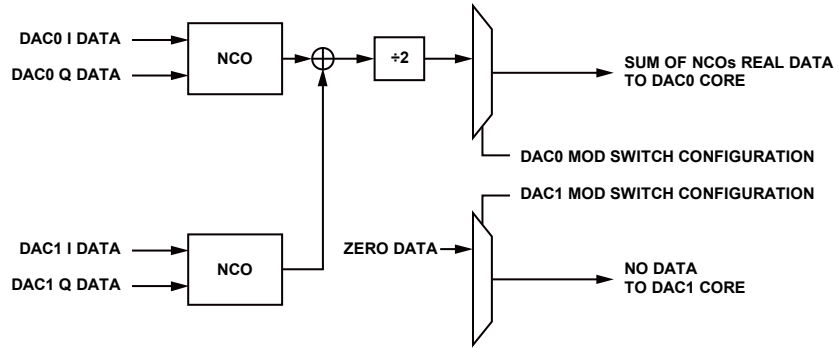 DAC0 I DATA
DAC0 Q DATA
NCO
÷2
SUM OF NCOs REAL DATA
TO DAC0 CORE
DAC0 MOD SWITCH CONFIGURATION
DAC1 MOD SWITCH CONFIGURATION
DAC1 I DATA
DAC1 Q DATA
NCO
ZERO DATA
NO DATA
TO DAC1 CORE